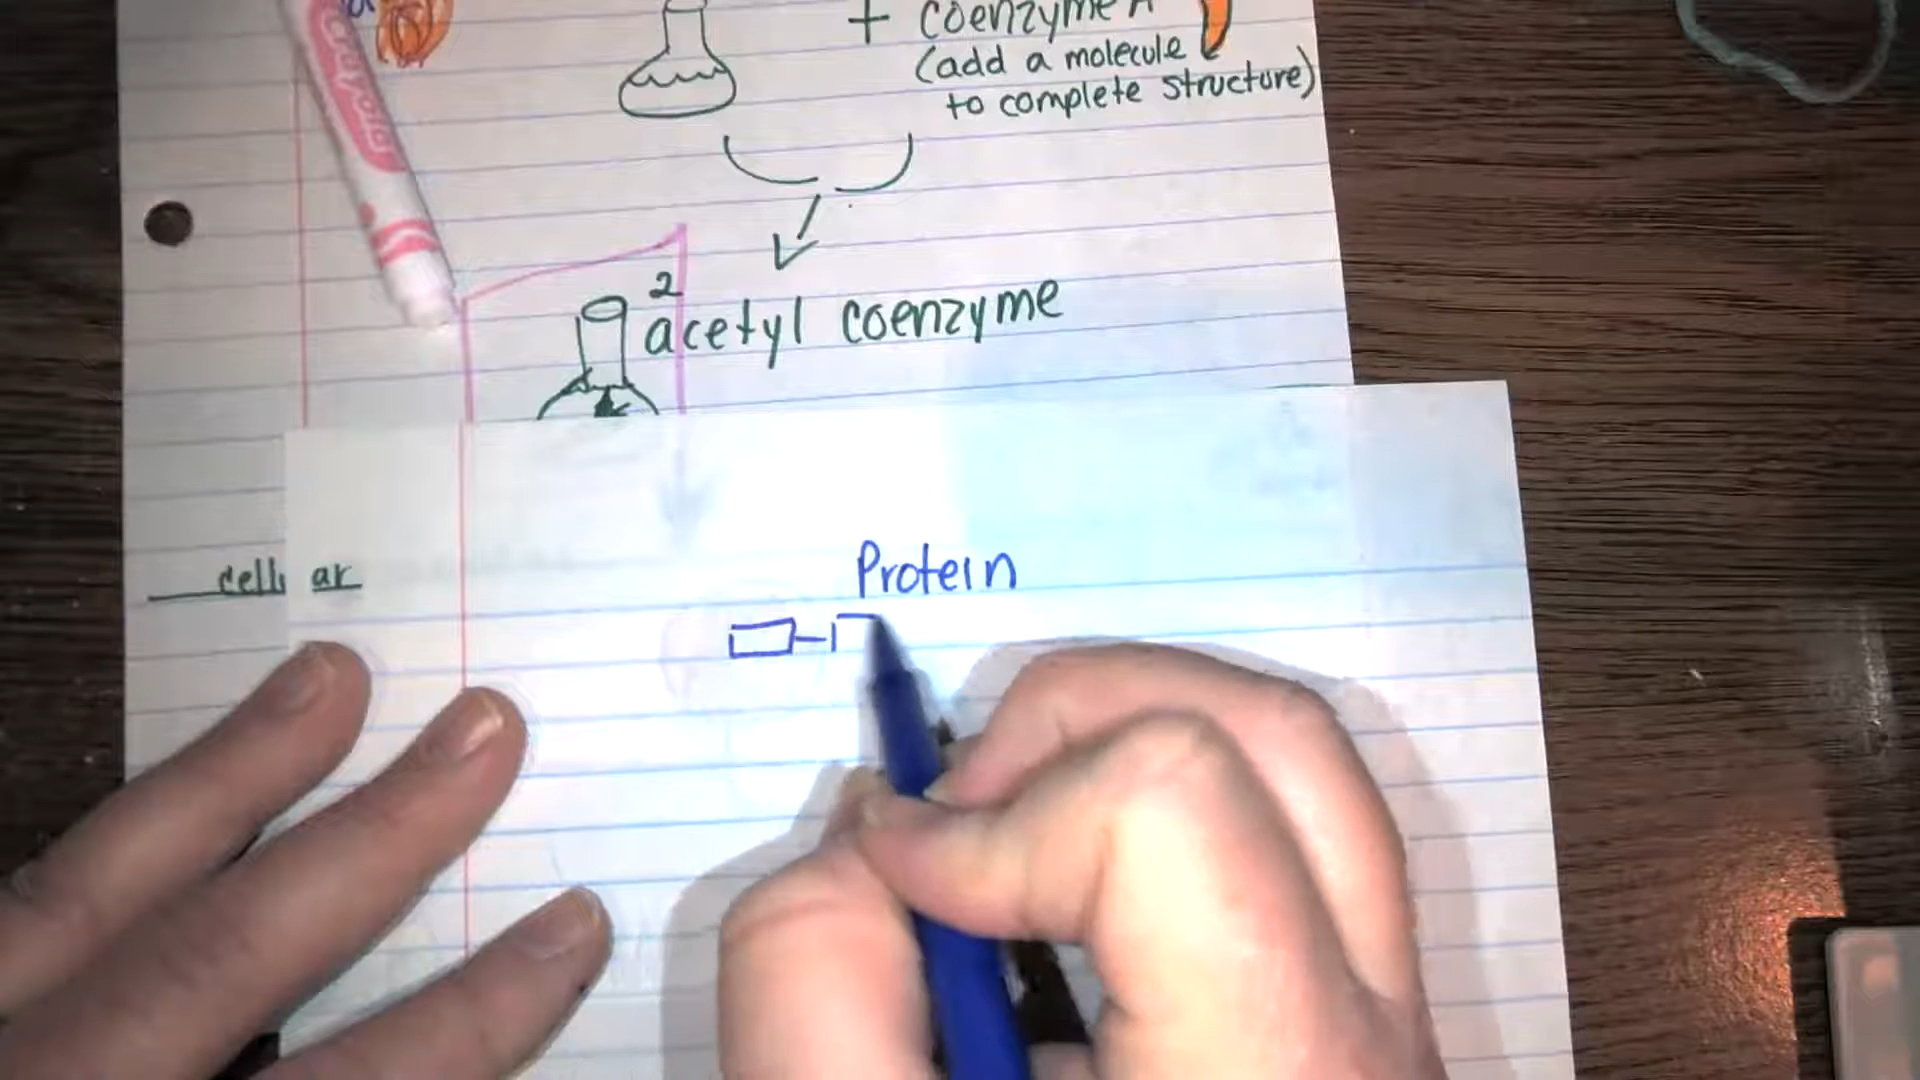 + coenzyme A
(add a molecule
to complete structure)
2
acetyl coenzyme
Protein